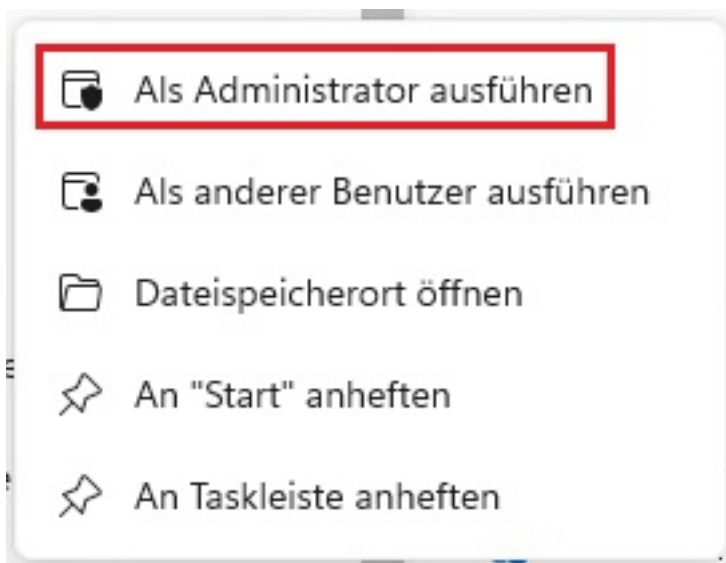 Als Administrator ausführen
Als anderer Benutzer ausführen
Dateispeicherort öffnen
An "Start" anheften
An Taskleiste anheften